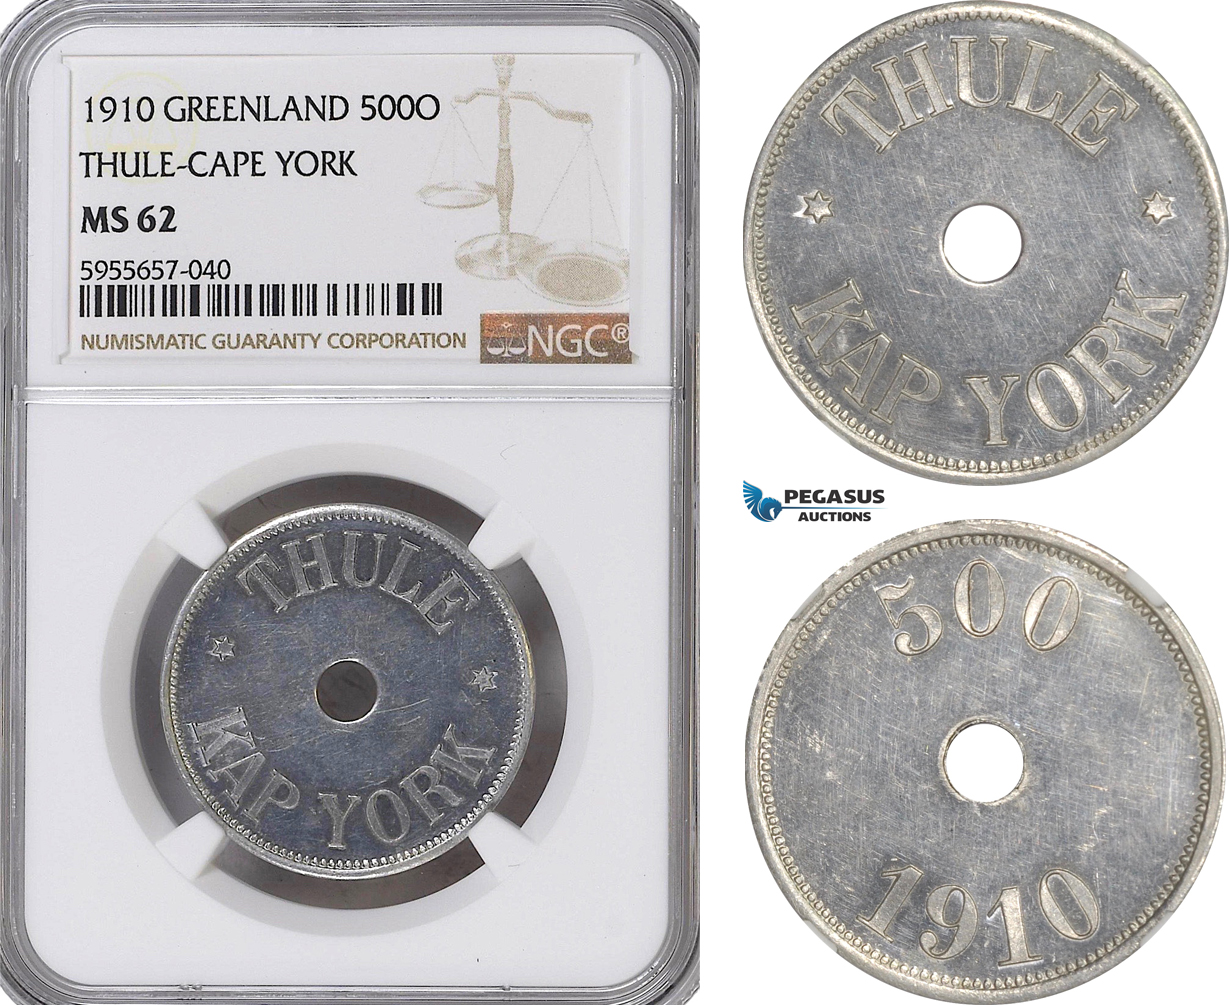 1910 GREENLAND 500O
THULE-CAPE YORK
MS 62
5955657-040
NUMISMATIC GUARANTY CORPORATION
NGC®
THULE
KAP YORK
THULE
KAP YORK
PEGASUS
AUCTIONS
500
1910